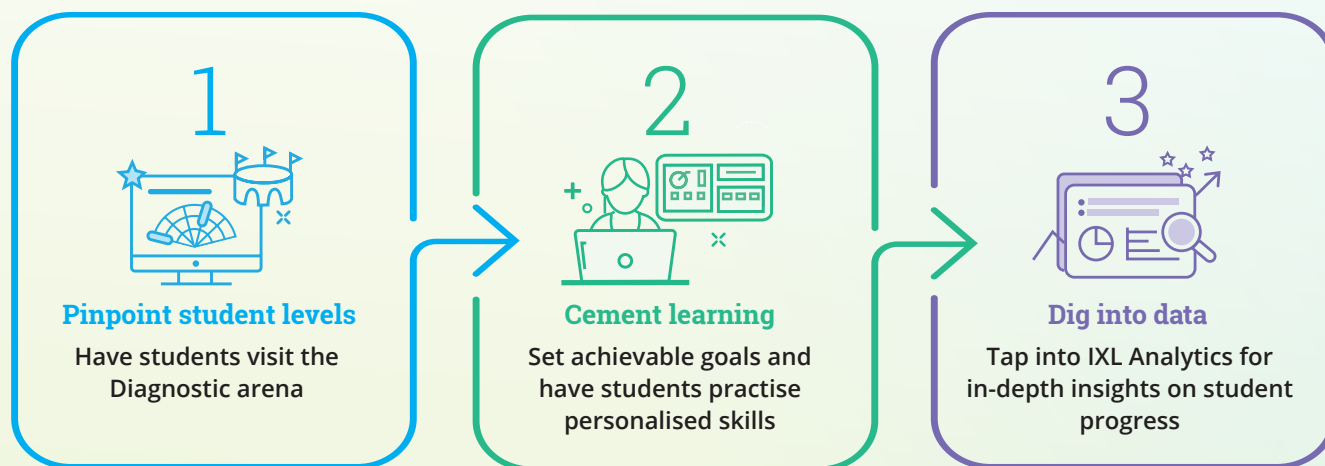 1
Pinpoint student levels
Have students visit the
Diagnostic arena
2
Cement learning
Set achievable goals and
have students practise
personalised skills
3
Dig into data
Tap into IXL Analytics for
in-depth insights on student
progress